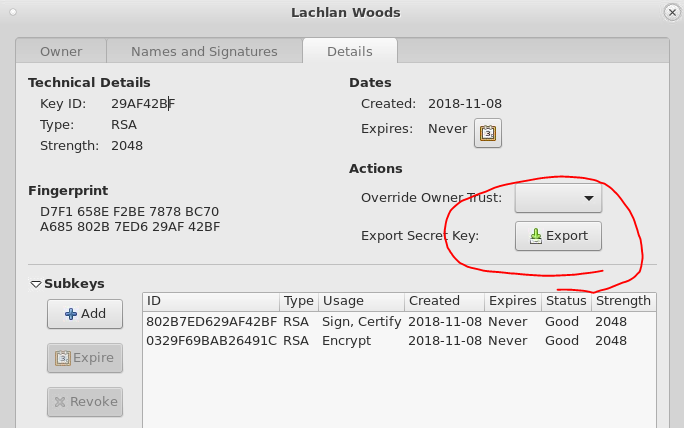 Lachlan Woods
Owner
Names and Signatures
Details
Technical Details
Key ID: 29AF42BF
Type: RSA
Strength: 2048
Fingerprint
D7F1 658E F2BE 7878 BC70
A685 802B 7ED6 29AF 42BF
Dates
Created: 2018-11-08
Expires: Never
Actions
Override Owner Trust:
Export Secret Key: Export
Subkeys
Add
Expire
Revoke
ID Type Usage Created Expires Status Strength
802B7ED629AF42BF RSA Sign, Certify 2018-11-08 Never Good 2048
0329F69BAB26491C RSA Encrypt 2018-11-08 Never Good 2048